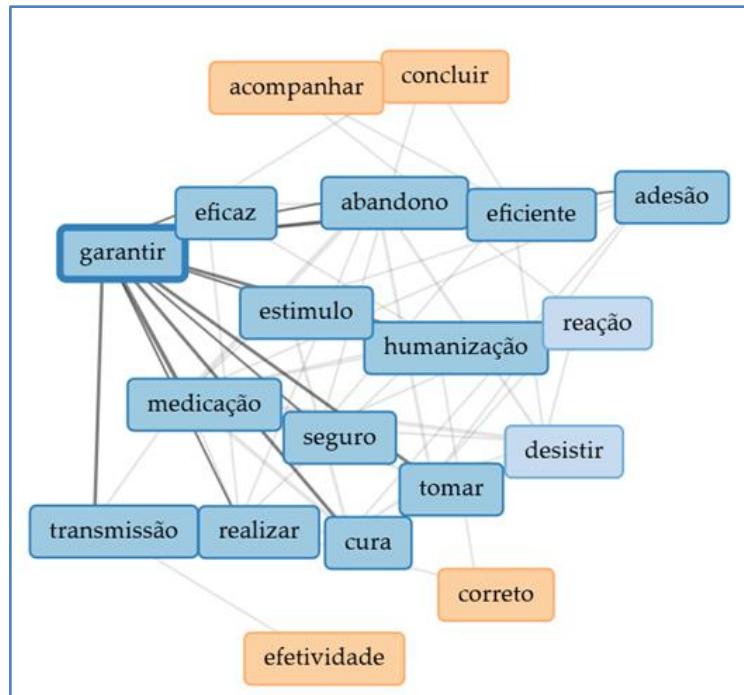 acompanhar
concluir
eficaz
abandono
eficiente
adesão
garantir
estimulo
humanização
reação
medicação
seguro
desistir
tomar
transmissão
realizar
cura
correto
efetividade